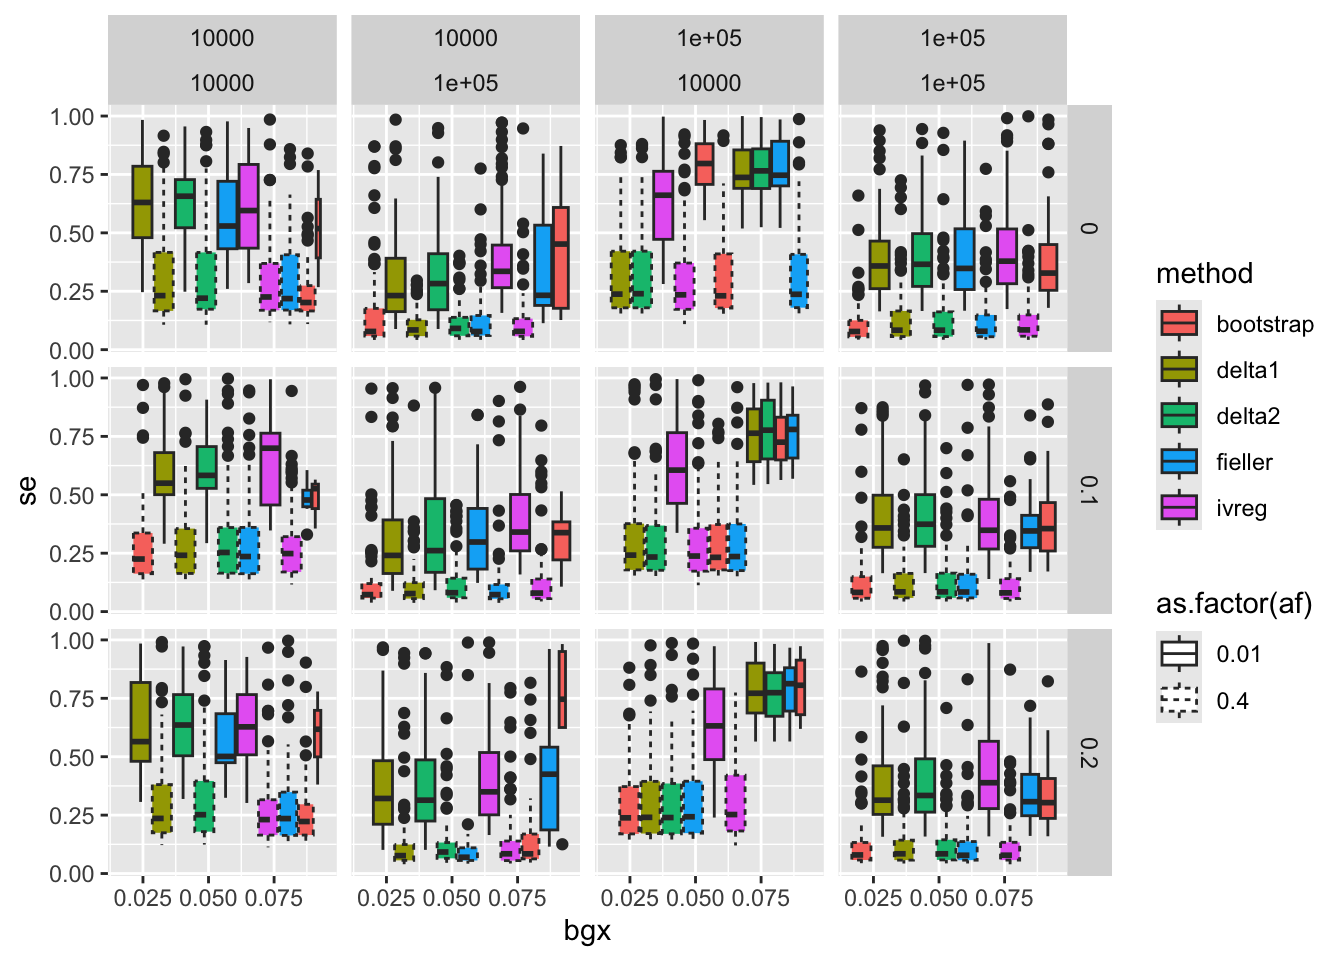 10000 10000 1e+05 1e+05
10000 1e+05 10000 1e+05
1.00
0.75
0.50
0.25
0.00
0
1.00
0.75
0.50
0.25
0.00
0.1
1.00
0.75
0.50
0.25
0.00
0.2
0.025 0.050 0.075 0.025 0.050 0.075 0.025 0.050 0.075 0.025 0.050 0.075
bgx
se
method
bootstrap
delta1
delta2
fieller
ivreg
as.factor(af)
0.01
0.4